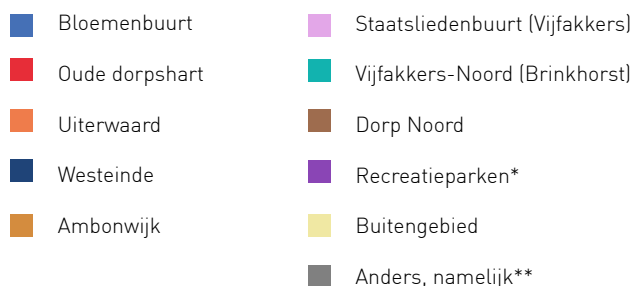 Bloemenbuurt
Oude dorpshart
Uiterwaard
Westeinde
Ambonwijk
Staatsliedenbuurt (Vijfakkers)
Vijfakkers-Noord (Brinkhorst)
Dorp Noord
Recreatieparken*
Buitengebied
Anders, namelijk**